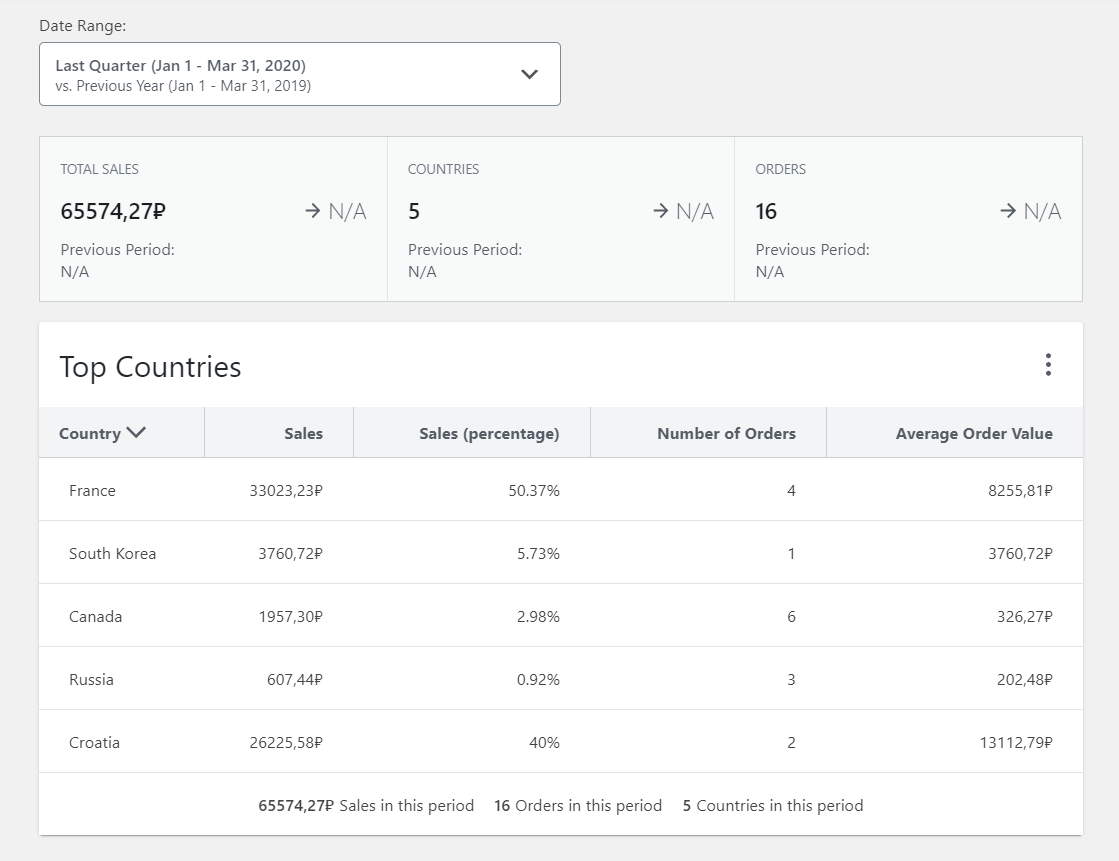 Date Range:
Last Quarter (Jan 1 - Mar 31, 2020)
vs. Previous Year (Jan 1 - Mar 31, 2019)
TOTAL SALES
65574,27₽ → N/A
Previous Period:
N/A
COUNTRIES
5 → N/A
Previous Period:
N/A
ORDERS
16 → N/A
Previous Period:
N/A
Top Countries
Country Sales Sales (percentage) Number of Orders Average Order Value
France 33023,23₽ 50.37% 4 8255,81₽
South Korea 3760,72₽ 5.73% 1 3760,72₽
Canada 1957,30₽ 2.98% 6 326,27₽
Russia 607,44₽ 0.92% 3 202,48₽
Croatia 26225,58₽ 40% 2 13112,79₽
65574,27₽ Sales in this period 16 Orders in this period 5 Countries in this period